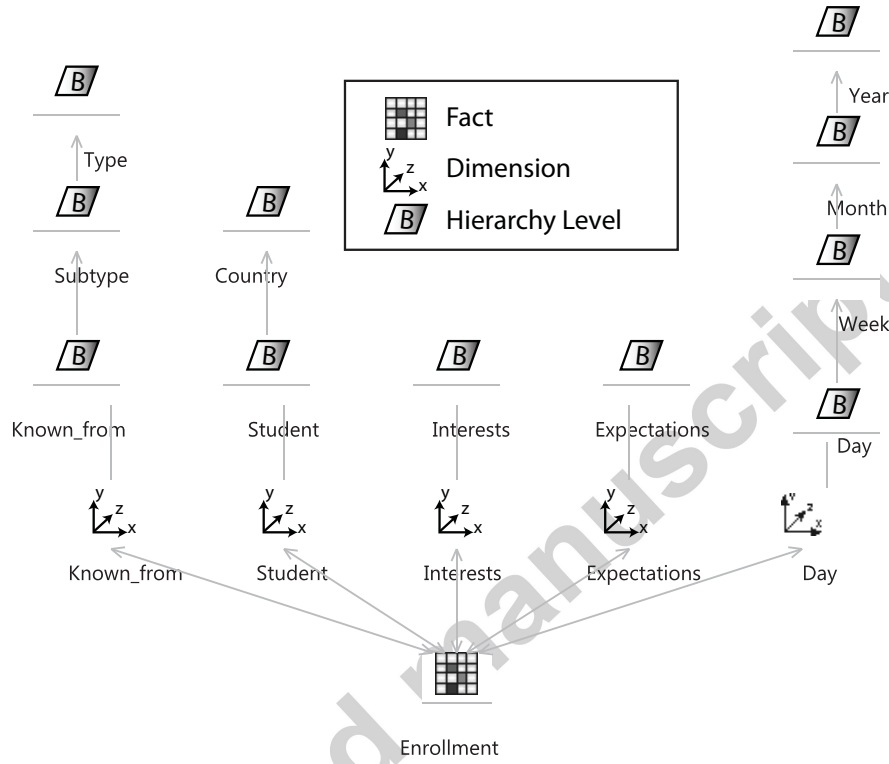 B
B
Year
B
Type
B
Month
B
B
B
Subtype
Country
Week
B
B
B
B
B
Known_from
Student
Interests
Expectations
Day
y
z
x
y
z
x
y
z
x
y
z
x
y
z
x
Known_from
Student
Interests
Expectations
Day
Enrollment
Fact
y
z
x
Dimension
B
Hierarchy Level
d manuscrip